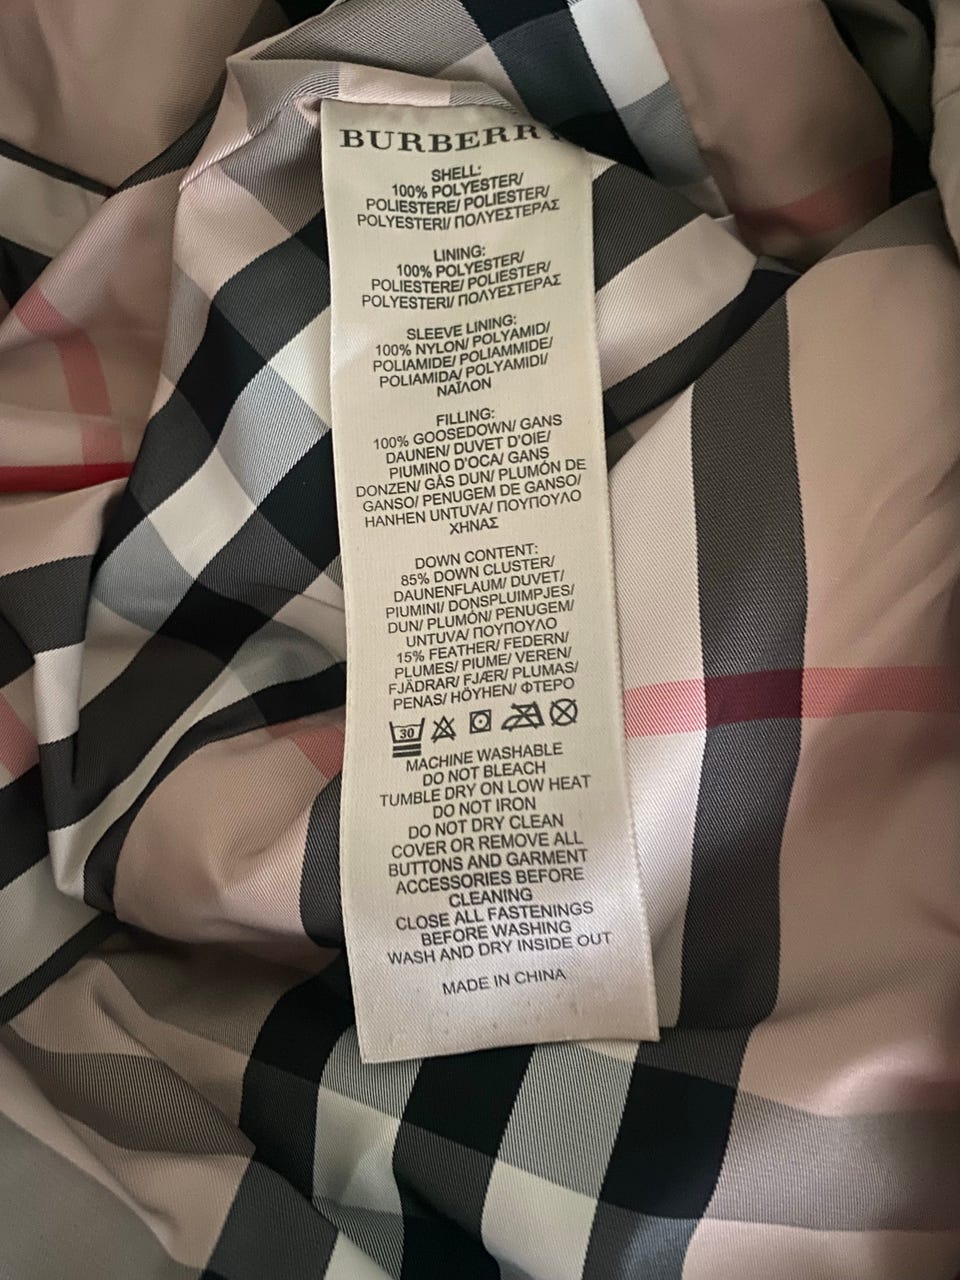 BURBERRY
SHELL:
100% POLYESTER/
POLIESTERE/ POLIESTER/
POLYESTERI/ ΠΟΛΥΕΣΤΕΡΑΣ
LINING:
100% POLYESTER/
POLIESTERE/ POLIESTER/
POLYESTERI/ ΠΟΛΥΕΣΤΕΡΑΣ
SLEEVE LINING:
100% NYLON/ POLYAMID/
POLIAMIDE/ POLIAMMIDE/
POLIAMIDA/ POLYAMIDI/
ΝΑΪΛΟΝ
FILLING:
100% GOOSEDOWN/ GANS
DAUNEN/ DUVET D'OIE/
PIUMINO D'OCA/ GANS
DONZEN/ GÅS DUN/ PLUMÓN DE
GANSO/ PENUGEM DE GANSO/
HANHEN UNTUVA/ ΠΟΥΠΟΥΛΟ
ΧΗΝΑΣ
DOWN CONTENT:
85% DOWN CLUSTER/
DAUNENFLAUM/ DUVET/
PIUMINI/ DONSPLUIMPJES/
DUN/ PLUMÓN/ PENUGEM/
UNTUVA/ ΠΟΥΠΟΥΛΟ
15% FEATHER/ FEDERN/
PLUMES/ PIUME/ VEREN/
FJÄDRAR/ FJÆR/ PLUMAS/
PENAS/ HÖYHEN/ ΦΤΕΡΟ
30
MACHINE WASHABLE
DO NOT BLEACH
TUMBLE DRY ON LOW HEAT
DO NOT IRON
DO NOT DRY CLEAN
COVER OR REMOVE ALL
BUTTONS AND GARMENT
ACCESSORIES BEFORE
CLEANING
CLOSE ALL FASTENINGS
BEFORE WASHING
WASH AND DRY INSIDE OUT
MADE IN CHINA